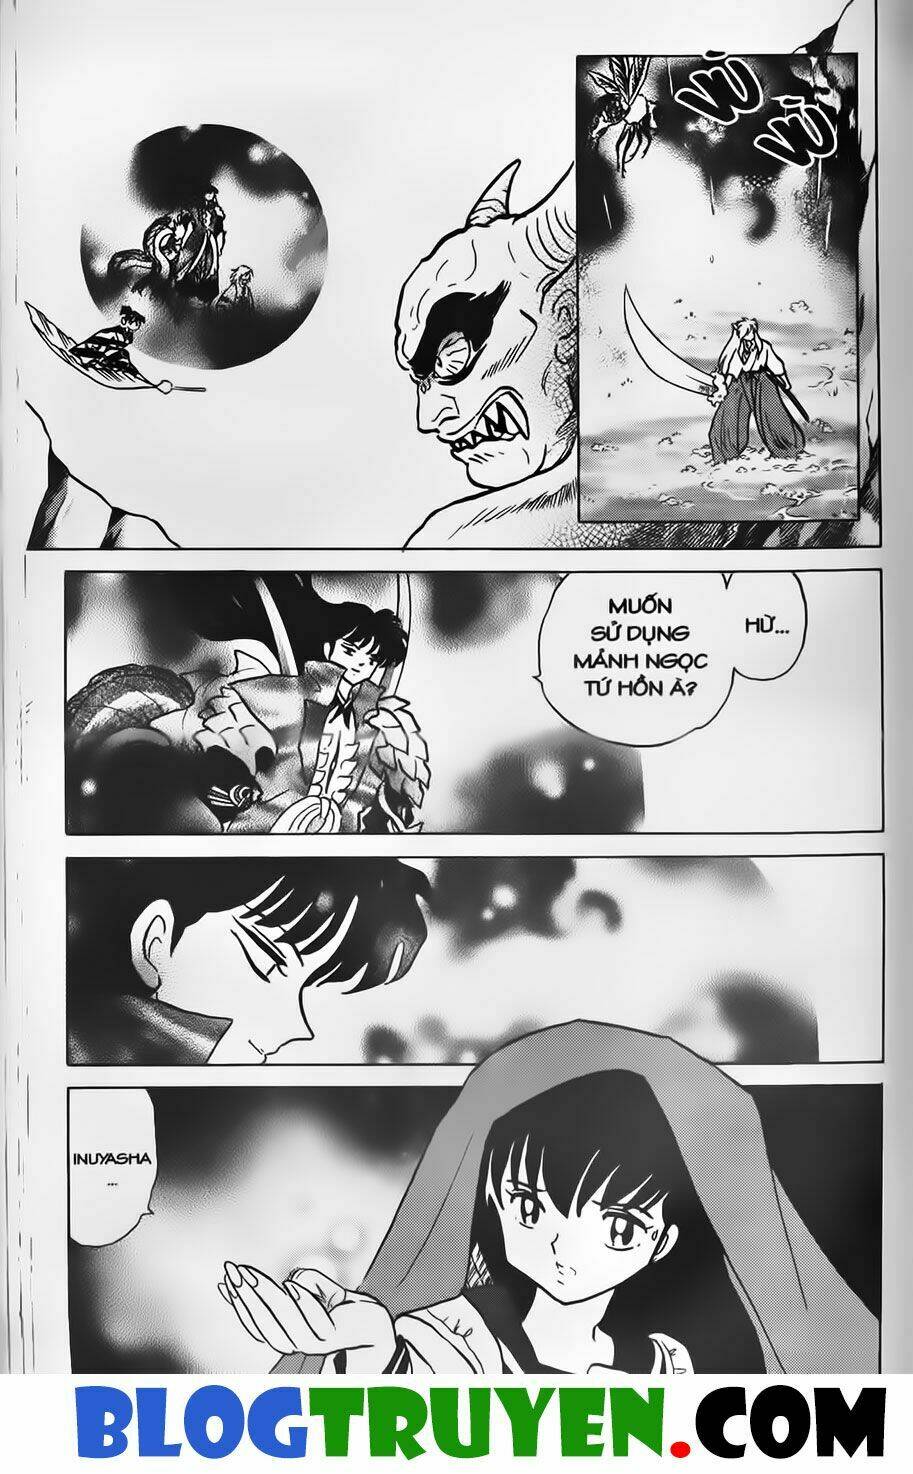 VÙ
VÙ
HỪ...
MUỐN
SỬ DỤNG
MẢNH NGỌC
TỨ HỒN À?
INUYASHA
...
BLOGTRUYEN.COM